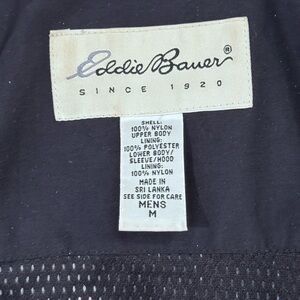 Eddie Bauer®
SINCE 1920
SHELL:
100% NYLON
UPPER BODY
LINING:
100% POLYESTER
LOWER BODY/
SLEEVE/HOOD
LINING:
100% NYLON
MADE IN
SRI LANKA
SEE SIDE FOR CARE
MENS
M